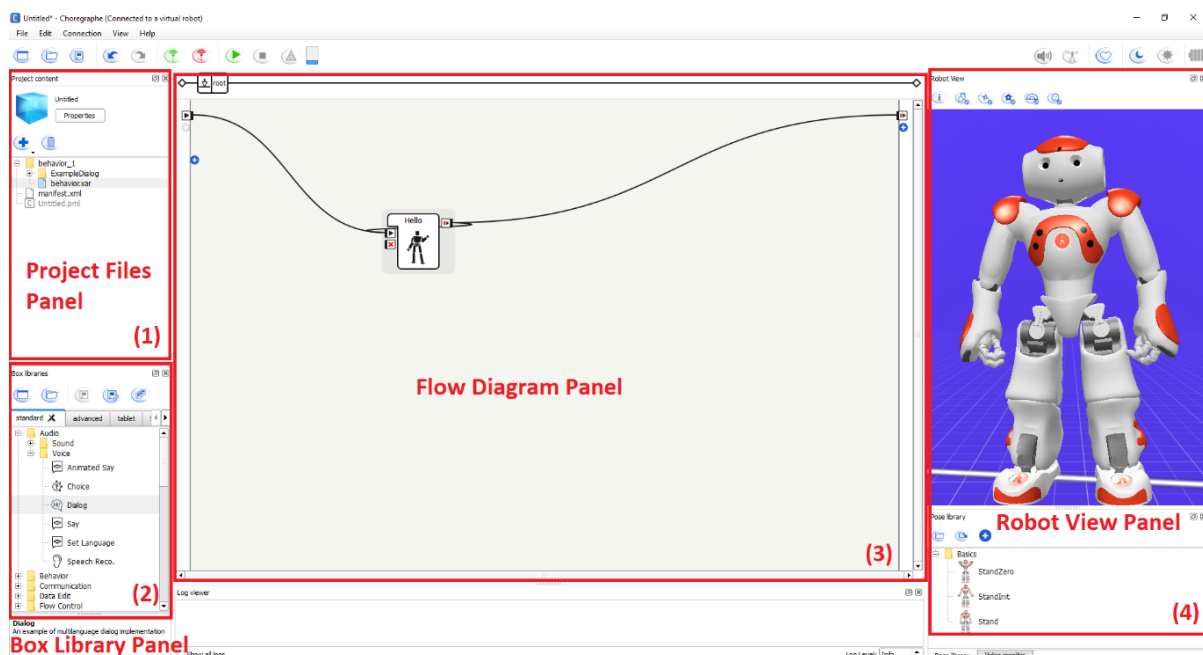 Untitled* - Choregraphe (Connected to a virtual robot)
File Edit Connection View Help
Project content
Untitled
Properties
behavior_1
ExampleDialog
behavior.xar
manifest.xml
Untitled.pml
Project Files
Panel
(1)
Box libraries
standard advanced tablet
Audio
Sound
Voice
Animated Say
Choice
Dialog
Say
Set Language
Speech Reco.
Behavior
Communication
Data Edit
Flow Control
(2)
Dialog
An example of multilanguage dialog implementation
Box Library Panel
root
Hello
Flow Diagram Panel
(3)
Log viewer
Show all logs
Log Level: Info
Robot View
Pose library
Robot View Panel
Basics
StandZero
StandInit
Stand
(4)
Pose library Video monitor